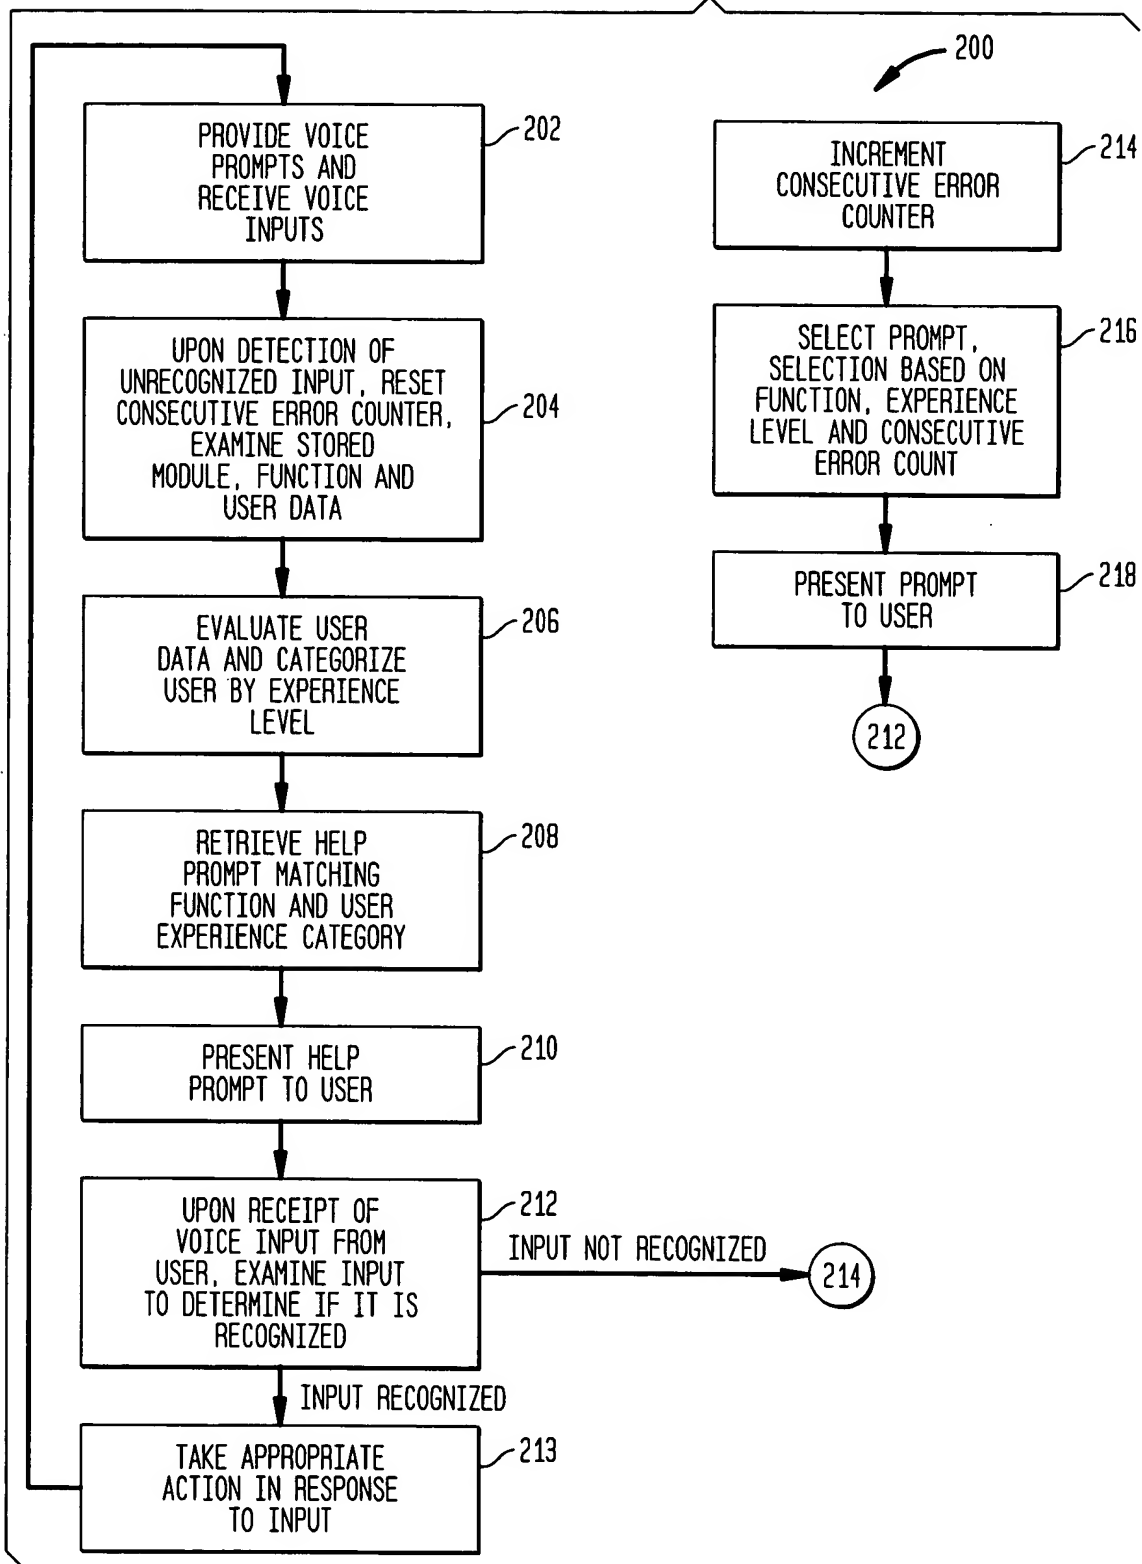 200
PROVIDE VOICE
PROMPTS AND
RECEIVE VOICE
INPUTS
202
UPON DETECTION OF
UNRECOGNIZED INPUT, RESET
CONSECUTIVE ERROR COUNTER,
EXAMINE STORED
MODULE, FUNCTION AND
USER DATA
204
EVALUATE USER
DATA AND CATEGORIZE
USER BY EXPERIENCE
LEVEL
206
RETRIEVE HELP
PROMPT MATCHING
FUNCTION AND USER
EXPERIENCE CATEGORY
208
PRESENT HELP
PROMPT TO USER
210
UPON RECEIPT OF
VOICE INPUT FROM
USER, EXAMINE INPUT
TO DETERMINE IF IT IS
RECOGNIZED
212
INPUT NOT RECOGNIZED
214
INPUT RECOGNIZED
TAKE APPROPRIATE
ACTION IN RESPONSE
TO INPUT
213
INCREMENT
CONSECUTIVE ERROR
COUNTER
214
SELECT PROMPT,
SELECTION BASED ON
FUNCTION, EXPERIENCE
LEVEL AND CONSECUTIVE
ERROR COUNT
216
PRESENT PROMPT
TO USER
218
212